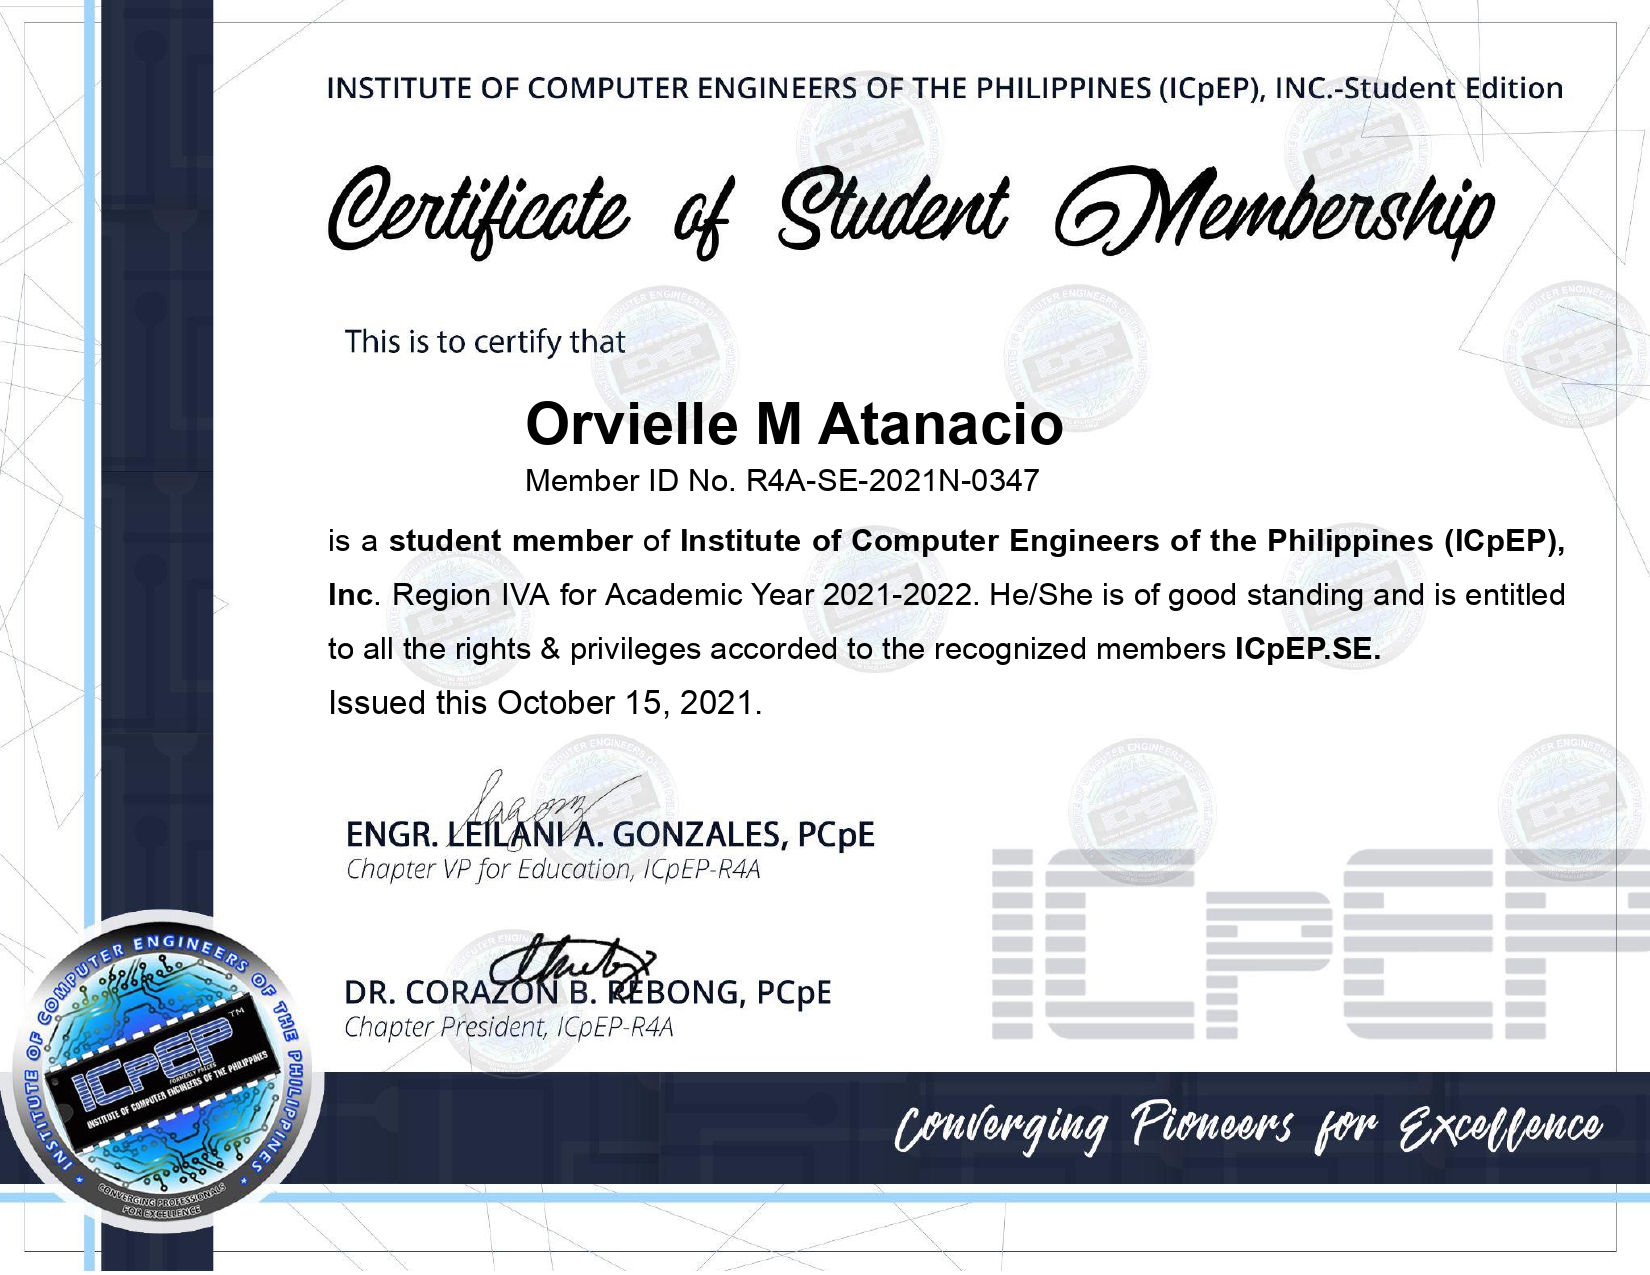 INSTITUTE OF COMPUTER ENGINEERS OF THE PHILIPPINES (ICpEP), INC.-Student Edition
Certificate of Student Membership
This is to certify that
Orvielle M Atanacio
Member ID No. R4A-SE-2021N-0347
is a student member of Institute of Computer Engineers of the Philippines (ICpEP),
Inc. Region IVA for Academic Year 2021-2022. He/She is of good standing and is entitled
to all the rights & privileges accorded to the recognized members ICpEP.SE.
Issued this October 15, 2021.
ENGR. LEILANI A. GONZALES, PCpE
Chapter VP for Education, ICpEP-R4A
DR. CORAZON B. REBONG, PCpE
Chapter President, ICpEP-R4A
ICpEP
INSTITUTE OF COMPUTER ENGINEERS OF THE PHILIPPINES
ICpEP™
FORMERLY PhICES
INSTITUTE OF COMPUTER ENGINEERS OF THE PHILIPPINES
CONVERGING PROFESSIONALS
FOR EXCELLENCE
Converging Pioneers for Excellence